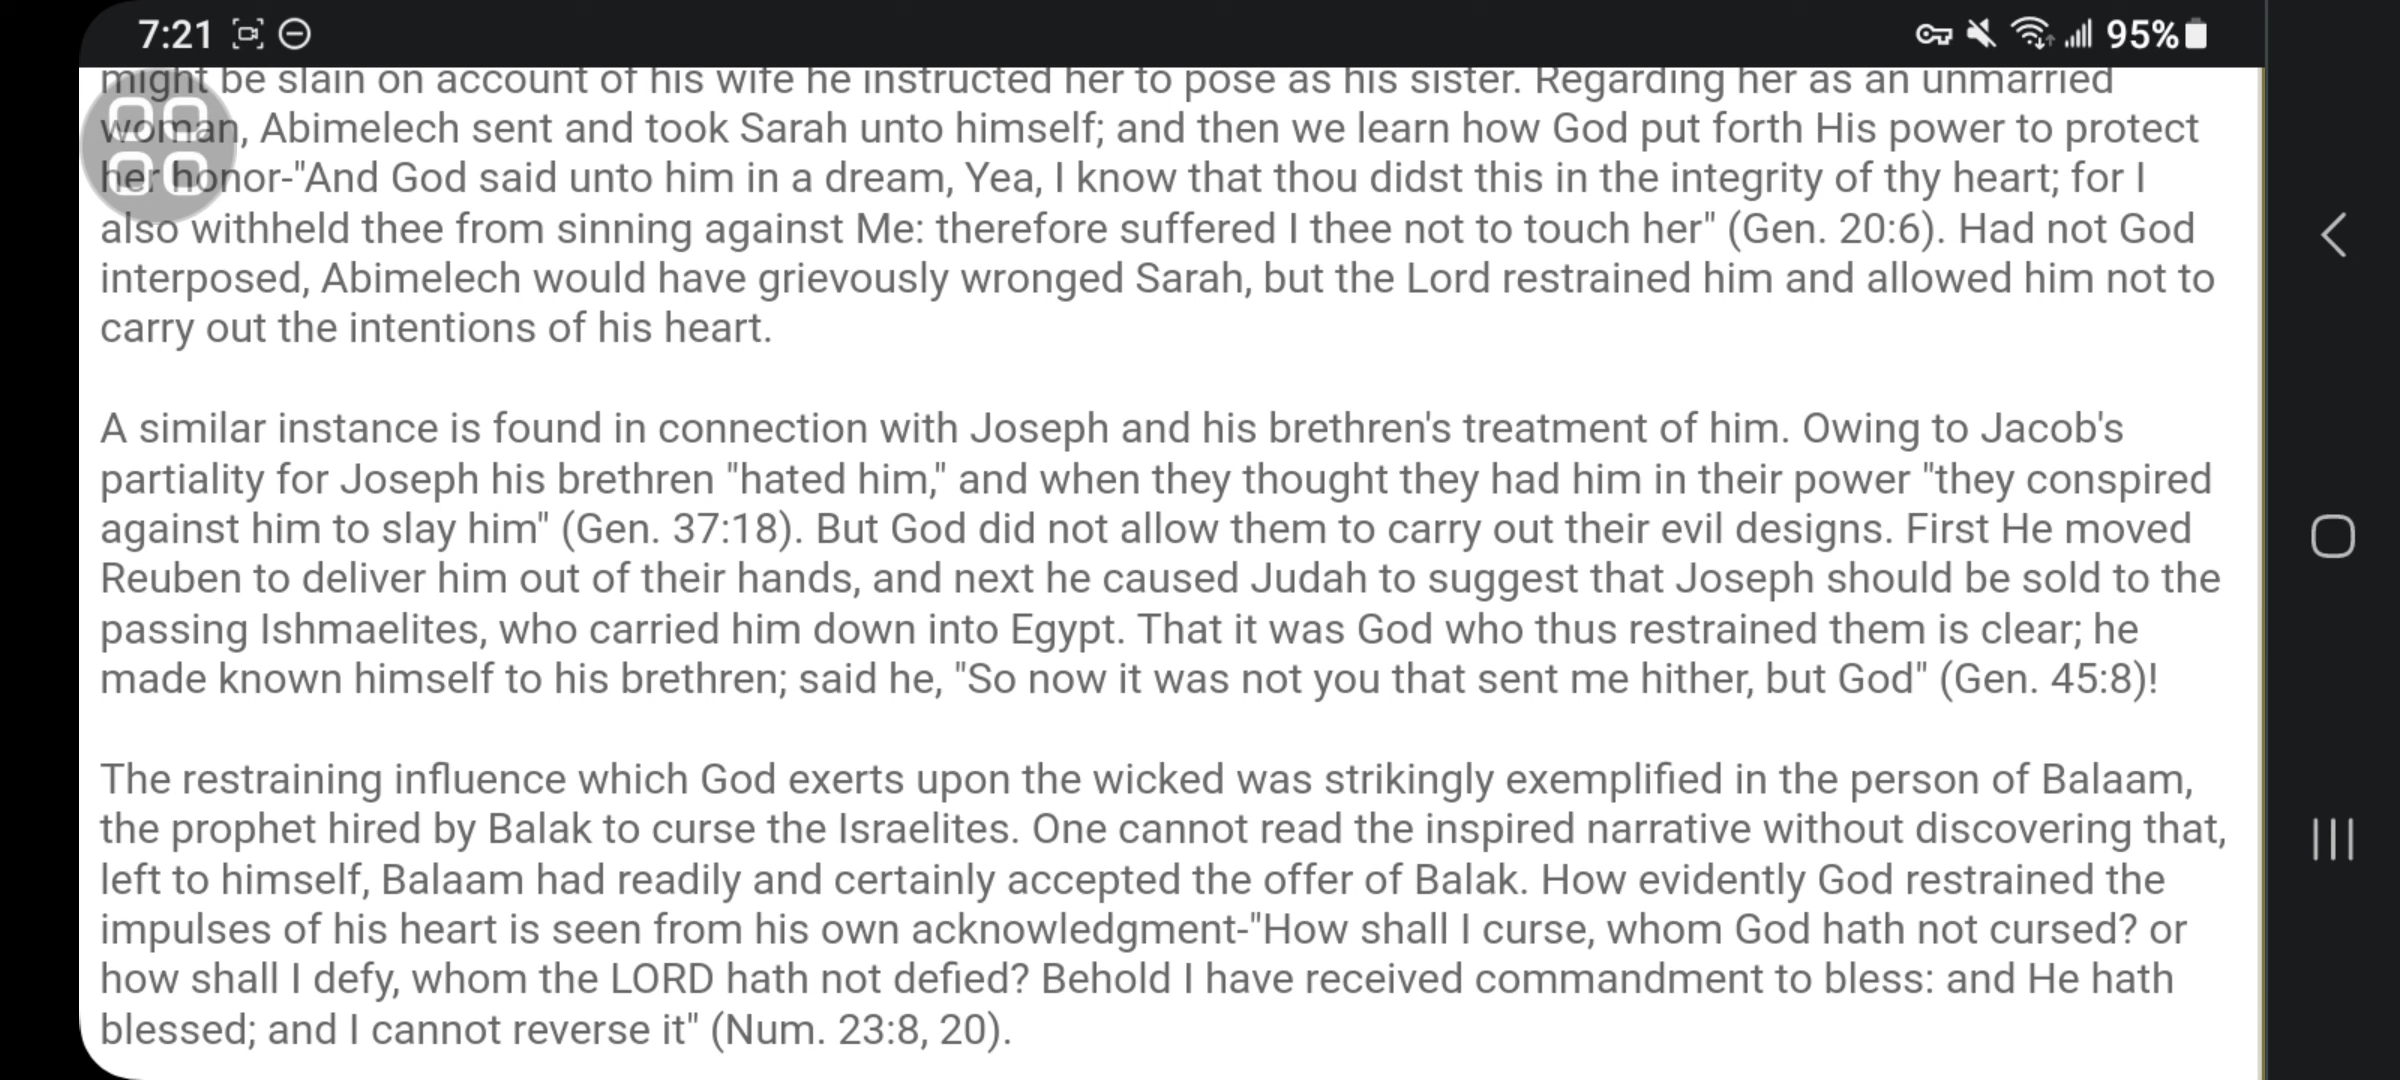 7:21
95%
might be slain on account of his wife he instructed her to pose as his sister. Regarding her as an unmarried
woman, Abimelech sent and took Sarah unto himself; and then we learn how God put forth His power to protect
her honor-"And God said unto him in a dream, Yea, I know that thou didst this in the integrity of thy heart; for I
also withheld thee from sinning against Me: therefore suffered I thee not to touch her" (Gen. 20:6). Had not God
interposed, Abimelech would have grievously wronged Sarah, but the Lord restrained him and allowed him not to
carry out the intentions of his heart.
A similar instance is found in connection with Joseph and his brethren's treatment of him. Owing to Jacob's
partiality for Joseph his brethren "hated him," and when they thought they had him in their power "they conspired
against him to slay him" (Gen. 37:18). But God did not allow them to carry out their evil designs. First He moved
Reuben to deliver him out of their hands, and next he caused Judah to suggest that Joseph should be sold to the
passing Ishmaelites, who carried him down into Egypt. That it was God who thus restrained them is clear; he
made known himself to his brethren; said he, "So now it was not you that sent me hither, but God" (Gen. 45:8)!
The restraining influence which God exerts upon the wicked was strikingly exemplified in the person of Balaam,
the prophet hired by Balak to curse the Israelites. One cannot read the inspired narrative without discovering that,
left to himself, Balaam had readily and certainly accepted the offer of Balak. How evidently God restrained the
impulses of his heart is seen from his own acknowledgment-"How shall I curse, whom God hath not cursed? or
how shall I defy, whom the LORD hath not defied? Behold I have received commandment to bless: and He hath
blessed; and I cannot reverse it" (Num. 23:8, 20).